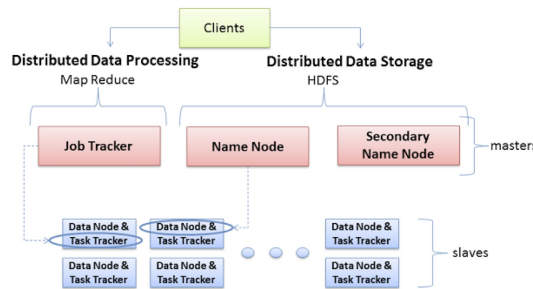 Clients
Distributed Data Processing
Map Reduce
Distributed Data Storage
HDFS
Job Tracker
Name Node
Secondary
Name Node
masters
Data Node &
Task Tracker
Data Node &
Task Tracker
Data Node &
Task Tracker
slaves
Data Node &
Task Tracker
Data Node &
Task Tracker
Data Node &
Task Tracker